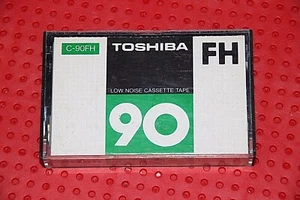 C-90FH
TOSHIBA
FH
LOW NOISE CASSETTE TAPE
90